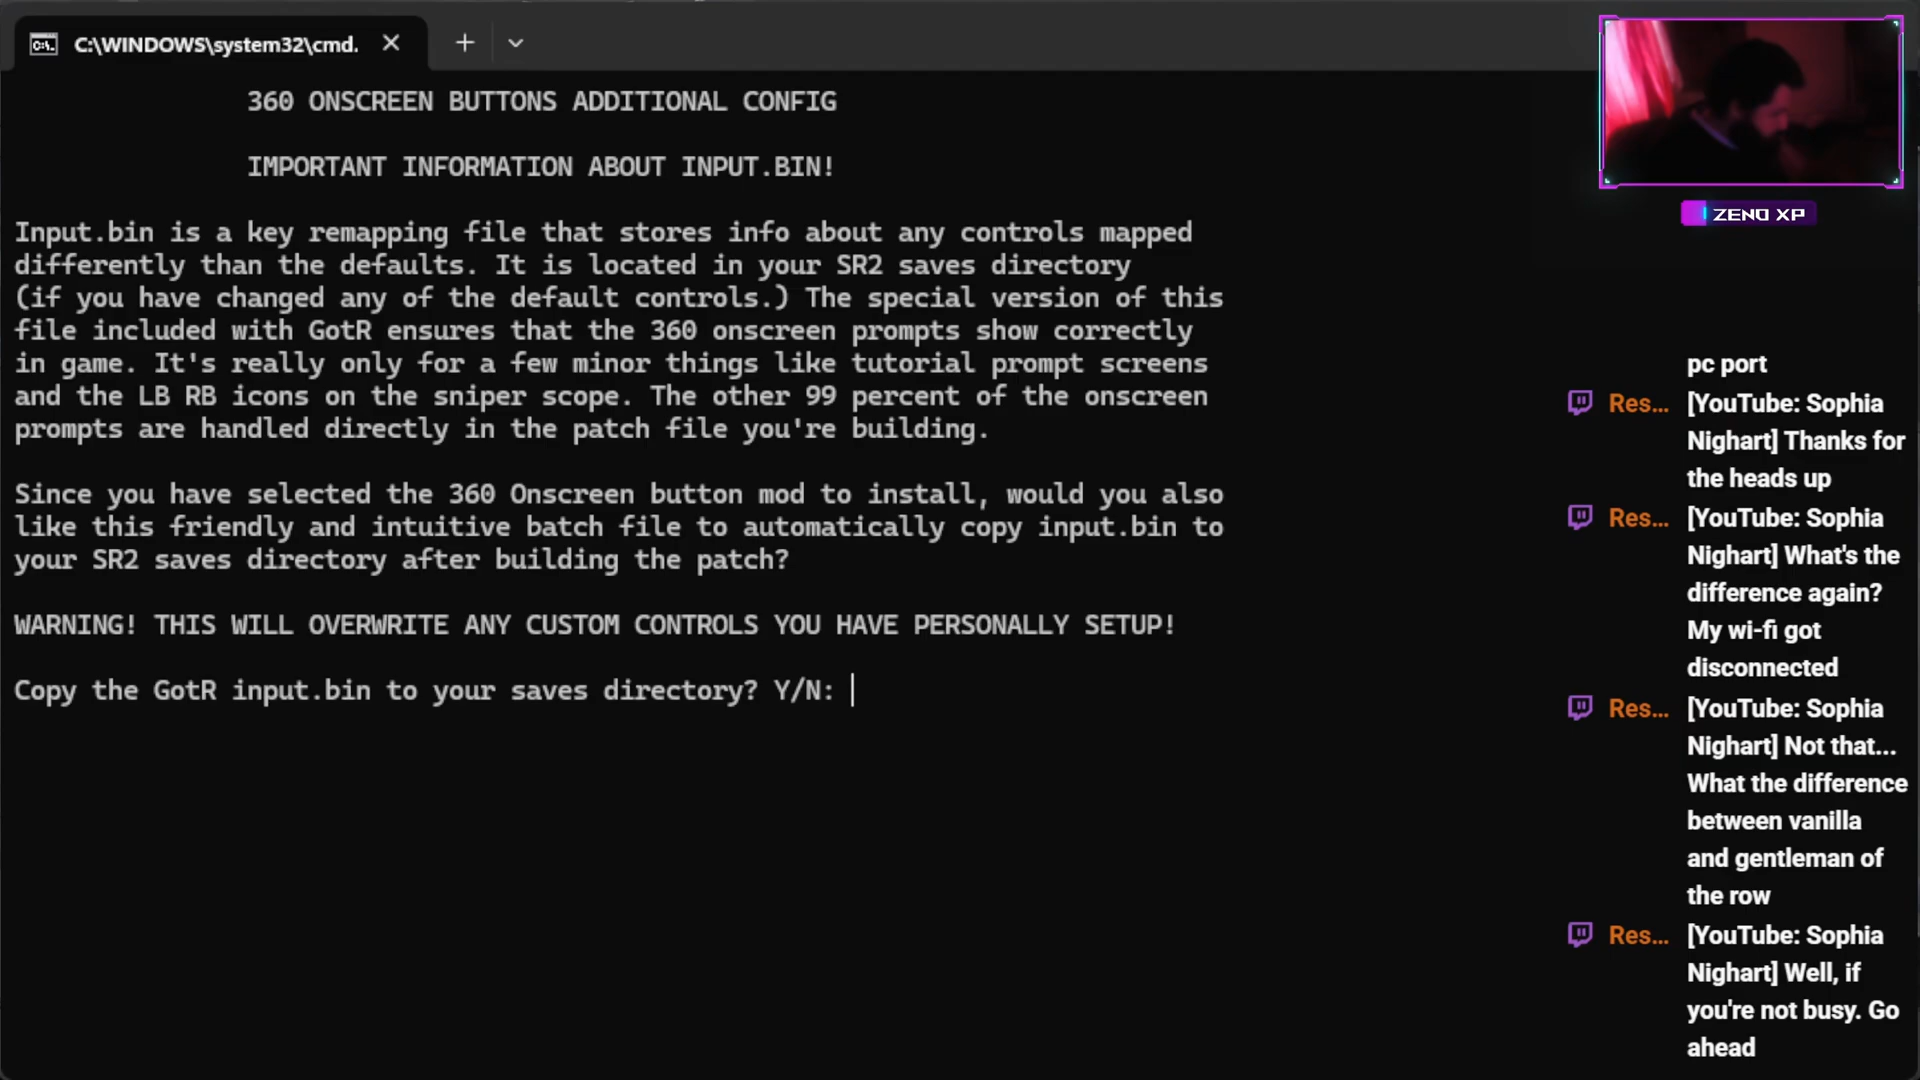 C:\WINDOWS\system32\cmd.
360 ONSCREEN BUTTONS ADDITIONAL CONFIG
IMPORTANT INFORMATION ABOUT INPUT.BIN!
Input.bin is a key remapping file that stores info about any controls mapped
differently than the defaults. It is located in your SR2 saves directory
(if you have changed any of the default controls.) The special version of this
file included with GotR ensures that the 360 onscreen prompts show correctly
in game. It's really only for a few minor things like tutorial prompt screens
and the LB RB icons on the sniper scope. The other 99 percent of the onscreen
prompts are handled directly in the patch file you're building.
Since you have selected the 360 Onscreen button mod to install, would you also
like this friendly and intuitive batch file to automatically copy input.bin to
your SR2 saves directory after building the patch?
WARNING! THIS WILL OVERWRITE ANY CUSTOM CONTROLS YOU HAVE PERSONALLY SETUP!
Copy the GotR input.bin to your saves directory? Y/N:
ZENO XP
pc port
Res... [YouTube: Sophia
Nighart] Thanks for
the heads up
Res... [YouTube: Sophia
Nighart] What's the
difference again?
My wi-fi got
disconnected
Res... [YouTube: Sophia
Nighart] Not that...
What the difference
between vanilla
and gentleman of
the row
Res... [YouTube: Sophia
Nighart] Well, if
you're not busy. Go
ahead